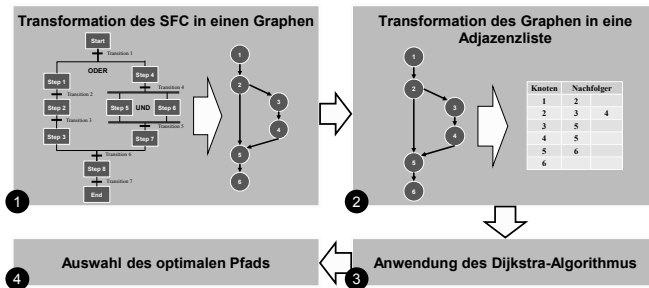 Transformation des SFC in einen Graphen
Start
Transition 1
ODER
Step 1
Step 4
Transition 2
Transition 4
Step 2
Step 5
UND
Step 6
Transition 3
Transition 5
Step 3
Step 7
Transition 6
Step 8
Transition 7
End
1
2
3
4
5
6
1
Transformation des Graphen in eine
Adjazenzliste
1
2
3
4
5
6
Knoten Nachfolger
1 2
2 3 4
3 5
4 5
5 6
6
2
Anwendung des Dijkstra-Algorithmus
3
Auswahl des optimalen Pfads
4